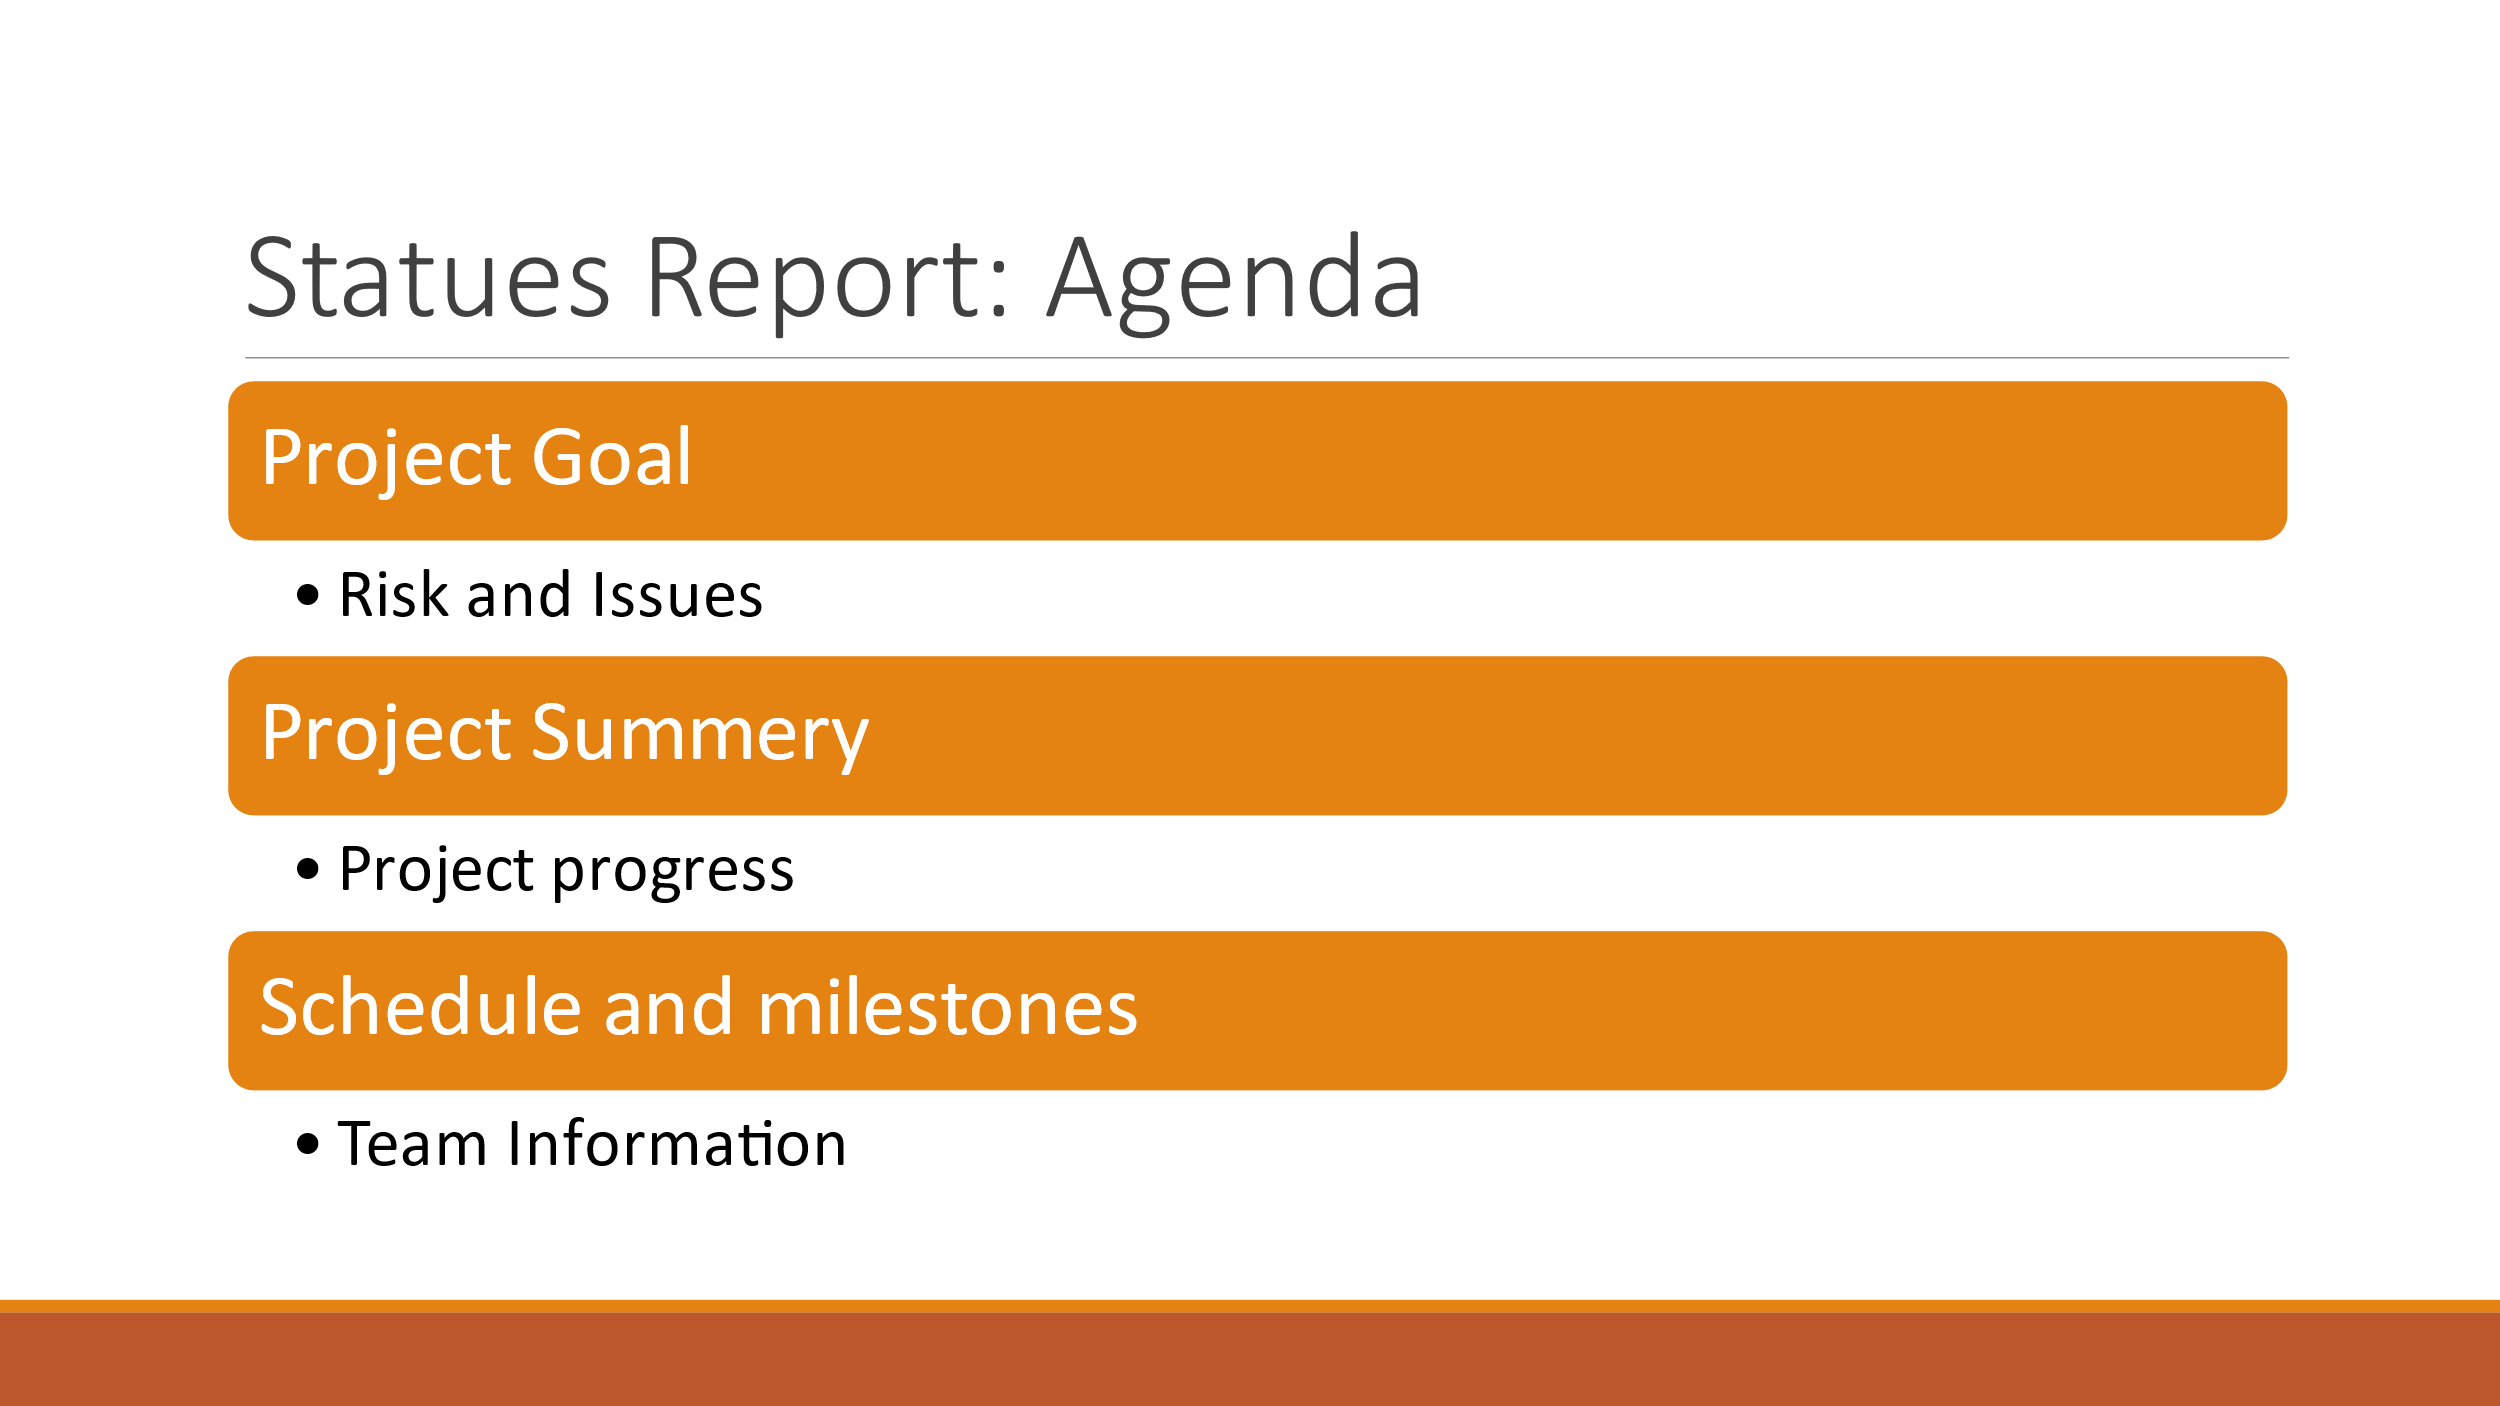 Statues Report: Agenda
Project Goal
• Risk and Issues
Project Summery
• Project progress
Schedule and milestones
• Team Information